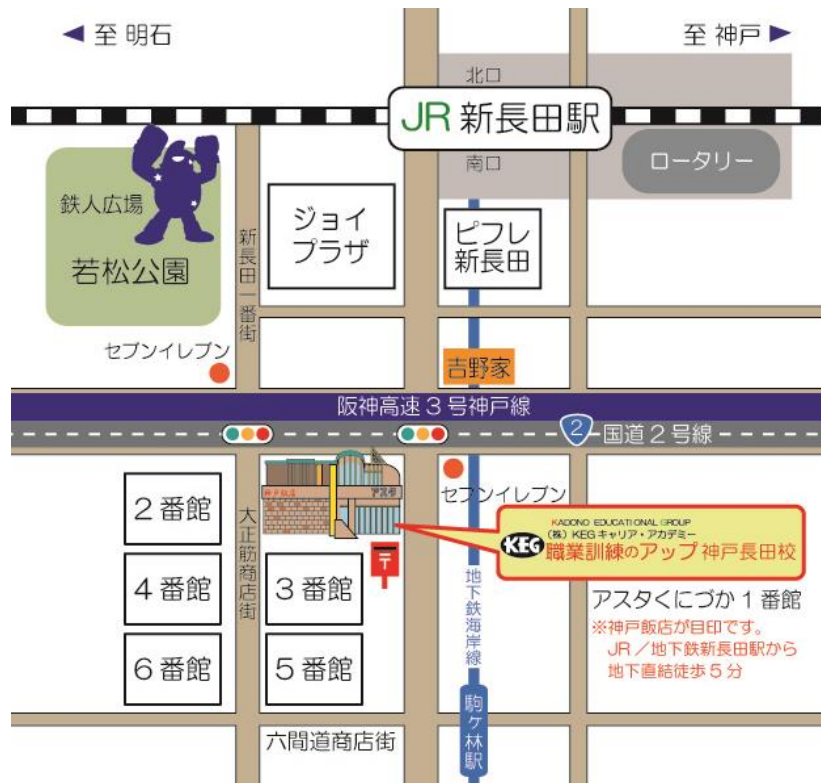 至 明石
至 神戸
北口
JR 新長田駅
南口
ロータリー
鉄人広場
若松公園
新長田一番街
ジョイ
プラザ
ピフレ
新長田
セブンイレブン
吉野家
阪神高速3号神戸線
2
国道2号線
神戸飯店
アスタ
セブンイレブン
2番館
大正筋商店街
KADONO EDUCATIONAL GROUP
(株) KEGキャリア・アカデミー
KEG
職業訓練のアップ 神戸長田校
〒
4番館
3番館
地下鉄海岸線
アスタくにづか1番館
※神戸飯店が目印です。
JR/地下鉄新長田駅から
地下直結徒歩5分
6番館
5番館
駒ヶ林駅
六間道商店街